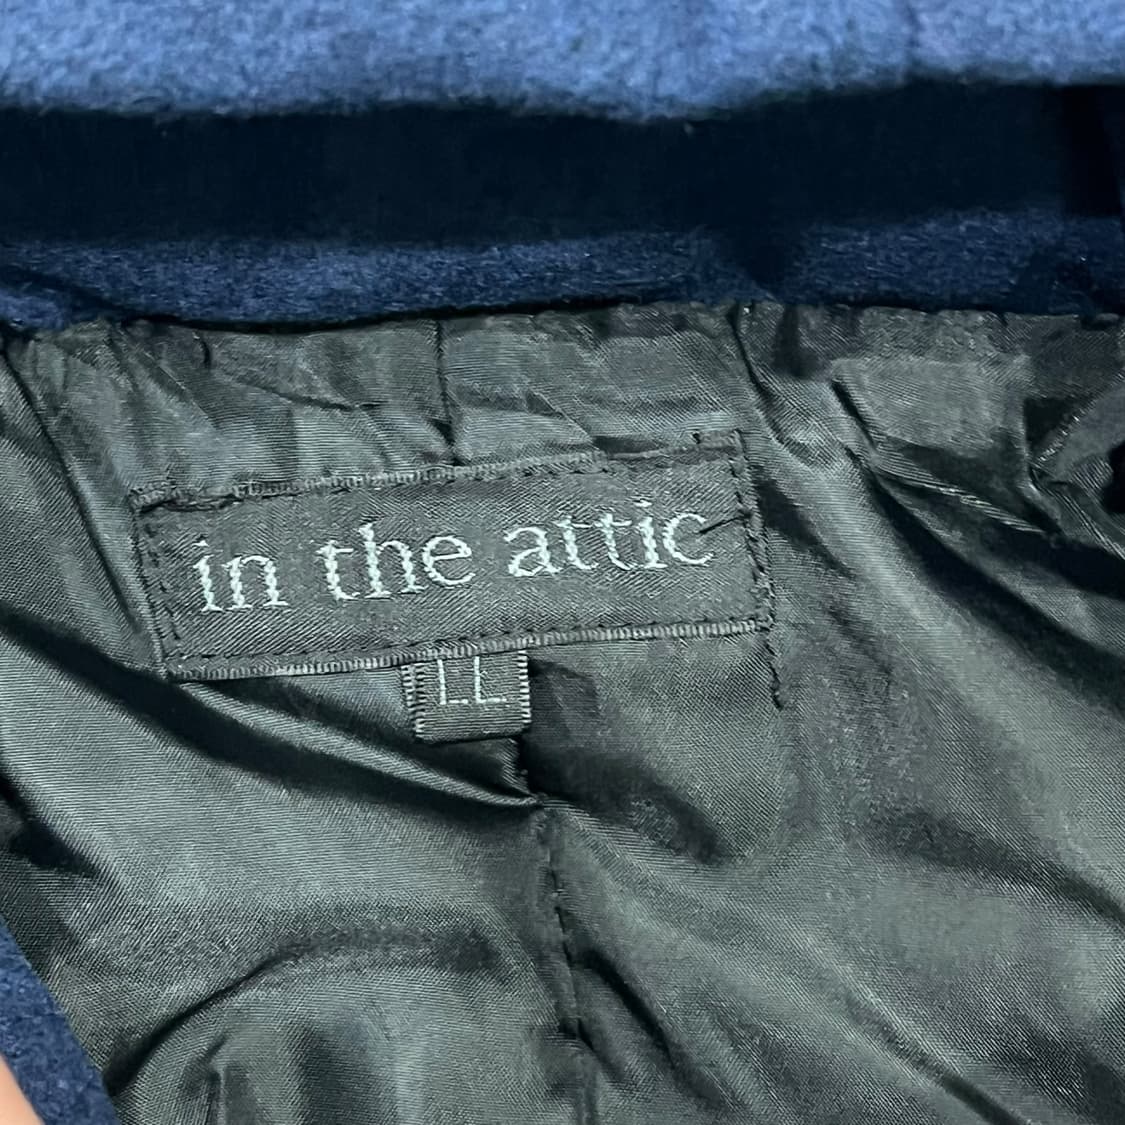 in the attic
LL